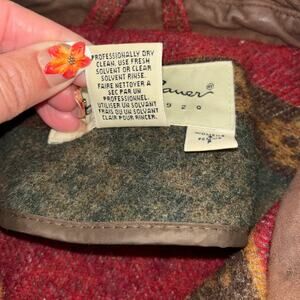 PROFESSIONALLY DRY
CLEAN. USE FRESH
SOLVENT OR CLEAR
SOLVENT RINSE.
FAIRE NETTOYER A
SEC PAR UN
PROFESSIONNEL.
UTILISER UN SOLVANT
FRAIS OU UN SOLVANT
CLAIR POUR RINCER.
Bauer®
1920